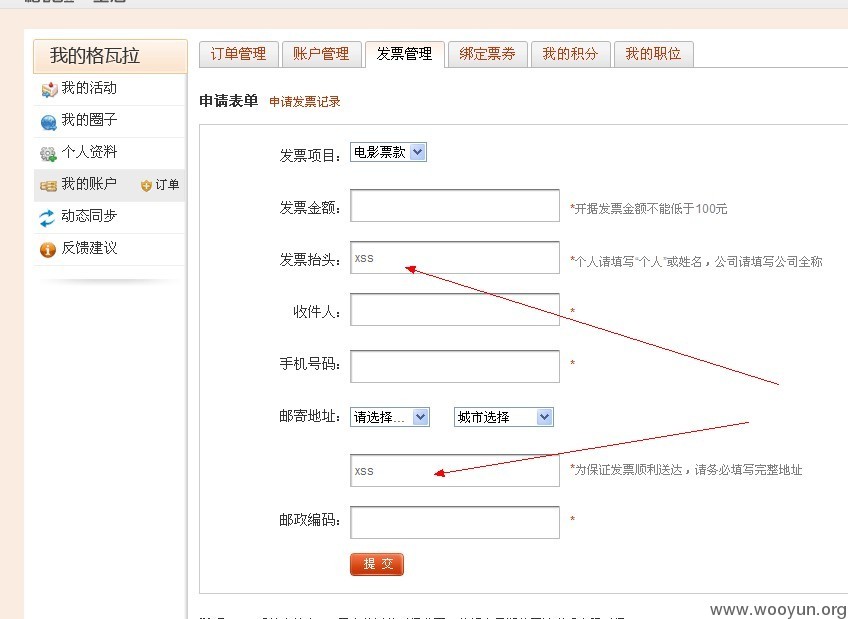 我的格瓦拉
订单管理 账户管理 发票管理 绑定票券 我的积分 我的职位
我的活动
我的圈子
个人资料
我的账户 订单
动态同步
反馈建议
申请表单 申请发票记录
发票项目： 电影票款
发票金额： *开据发票金额不能低于100元
发票抬头： xss *个人请填写“个人”或姓名，公司请填写公司全称
收件人： *
手机号码： *
邮寄地址： 请选择... 城市选择
xss *为保证发票顺利送达，请务必填写完整地址
邮政编码： *
提 交
www.wooyun.org